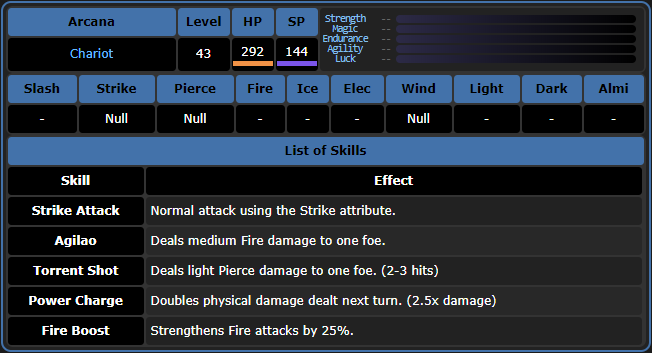 Arcana Level HP SP
Chariot 43 292 144
Strength --
Magic --
Endurance --
Agility --
Luck --
Slash Strike Pierce Fire Ice Elec Wind Light Dark Almi
- Null Null - - - Null - - -
List of Skills
Skill Effect
Strike Attack Normal attack using the Strike attribute.
Agilao Deals medium Fire damage to one foe.
Torrent Shot Deals light Pierce damage to one foe. (2-3 hits)
Power Charge Doubles physical damage dealt next turn. (2.5x damage)
Fire Boost Strengthens Fire attacks by 25%.